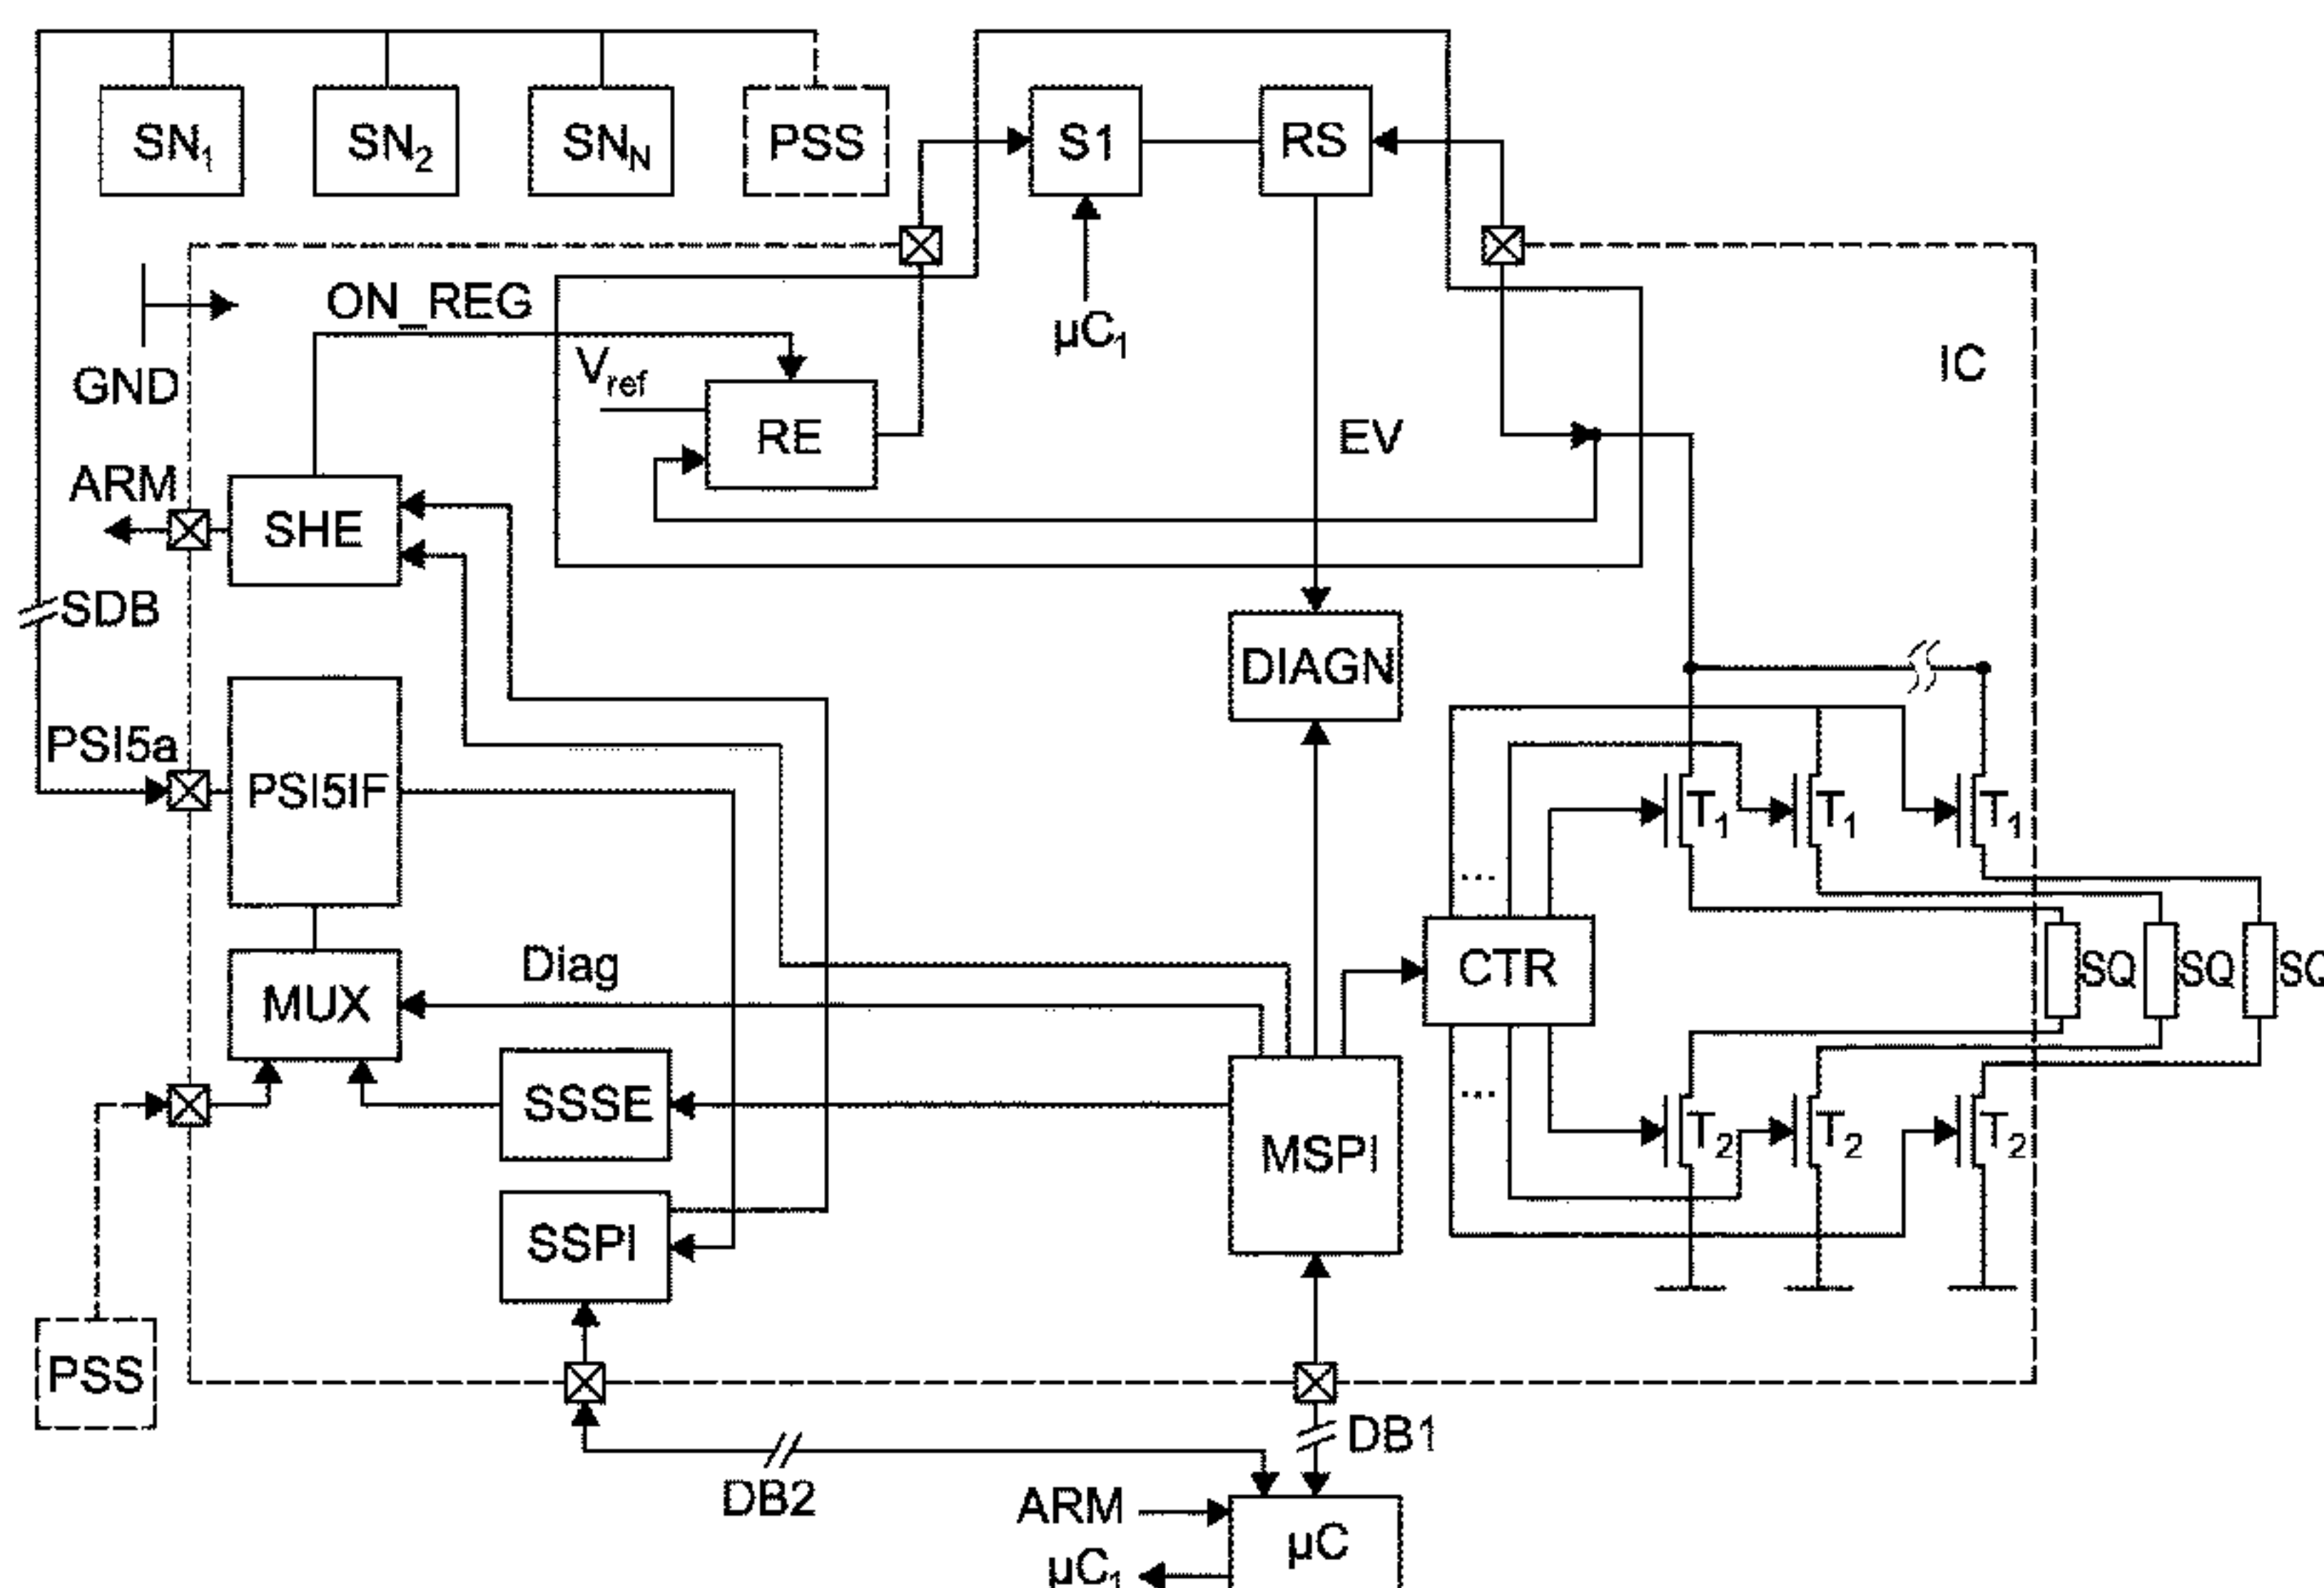 SN1 SN2 SNN PSS S1 RS
ON_REG
µC1
Vref
IC
GND
RE
EV
ARM
SHE
SDB
DIAGN
PSI5a
PSI5IF
T1 T1 T1
...
Diag
CTR
SQ SQ SQ
MUX
...
SSSE
T2 T2 T2
MSPI
SSPI
PSS
DB1
DB2
ARM
µC
µC1